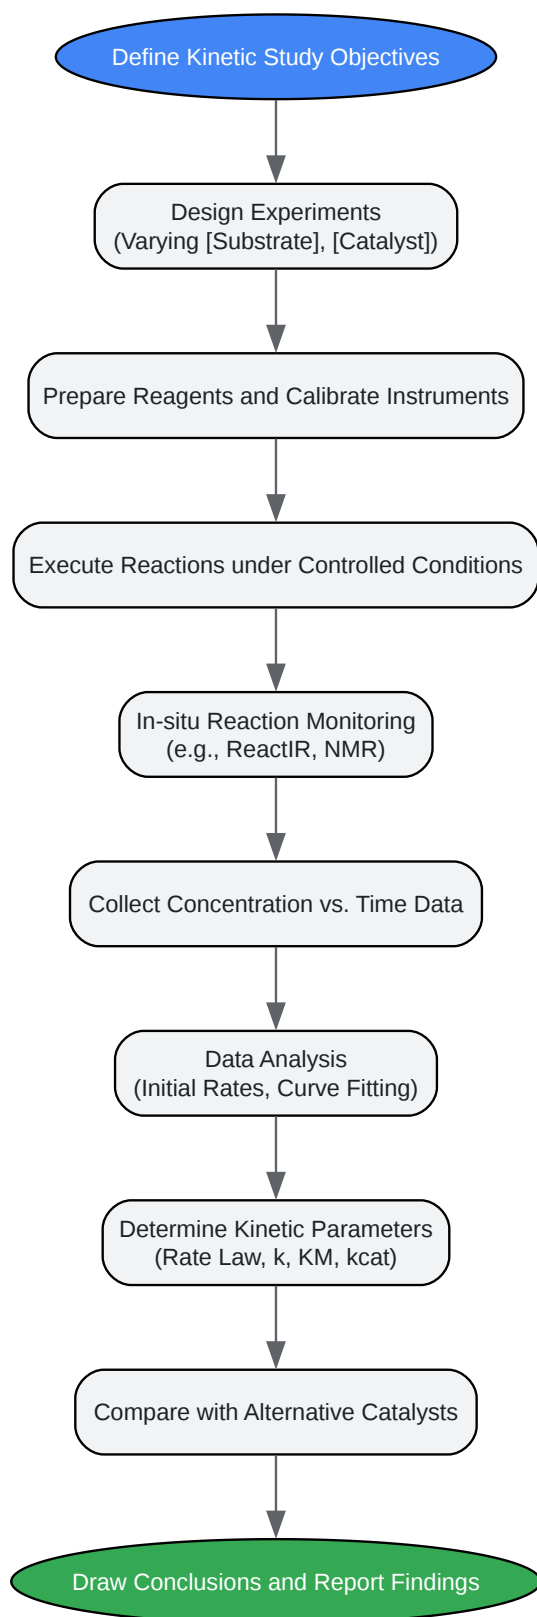 Define Kinetic Study Objectives
Design Experiments
(Varying [Substrate], [Catalyst])
Prepare Reagents and Calibrate Instruments
Execute Reactions under Controlled Conditions
In-situ Reaction Monitoring
(e.g., ReactIR, NMR)
Collect Concentration vs. Time Data
Data Analysis
(Initial Rates, Curve Fitting)
Determine Kinetic Parameters
(Rate Law, k, KM, kcat)
Compare with Alternative Catalysts
Draw Conclusions and Report Findings